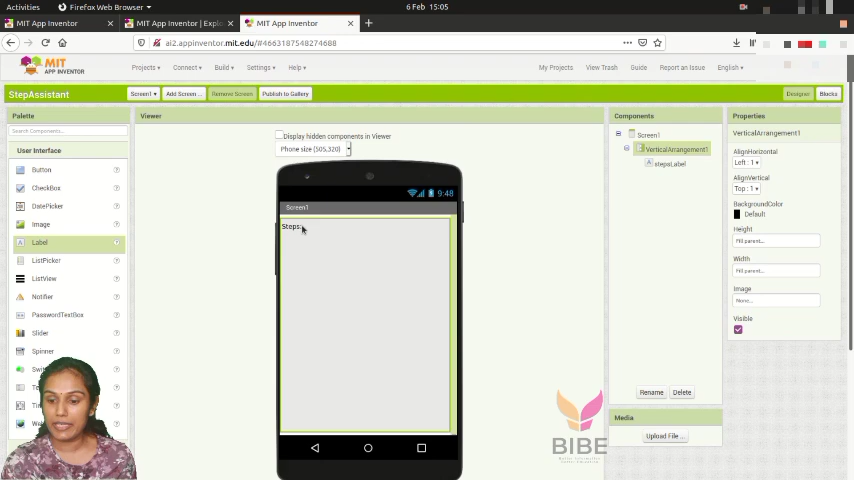 Activities
Firefox Web Browser
6 Feb 15:05
MIT App Inventor
MIT App Inventor | Explo
MIT App Inventor
ai2.appinventor.mit.edu/#4663187548274688
MIT
APP INVENTOR
Projects
Connect
Build
Settings
Help
My Projects
View Trash
Guide
Report an Issue
English
StepAssistant
Screen1
Add Screen ...
Remove Screen
Publish to Gallery
Designer
Blocks
Palette
Viewer
Components
Properties
Search Components...
User Interface
Button
CheckBox
DatePicker
Image
Label
ListPicker
ListView
Notifier
PasswordTextBox
Slider
Spinner
Display hidden components in Viewer
Phone size (505,320)
9:48
Screen1
Steps:
Screen1
VerticalArrangement1
stepsLabel
Rename
Delete
Media
Upload File ...
VerticalArrangement1
AlignHorizontal
Left : 1
AlignVertical
Top : 1
BackgroundColor
Default
Height
Fill parent...
Width
Fill parent...
Image
None...
Visible
BIBE